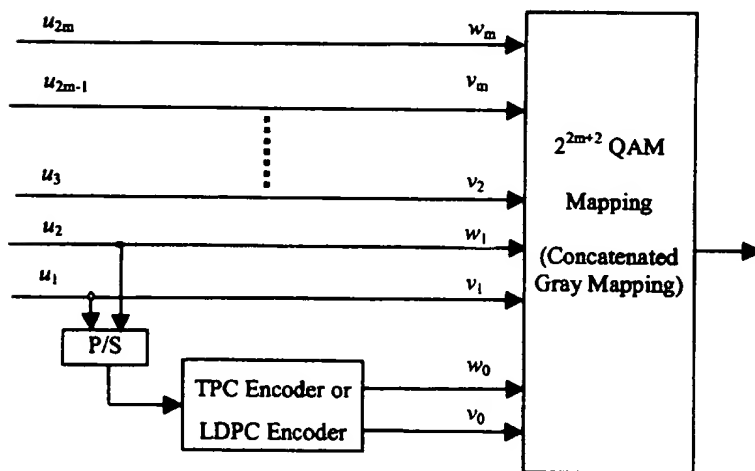 u2m wm
u2m-1 vm
u3 v2
u2 w1
u1 v1
P/S
TPC Encoder or
LDPC Encoder
w0
v0
2^2m+2 QAM
Mapping
(Concatenated
Gray Mapping)